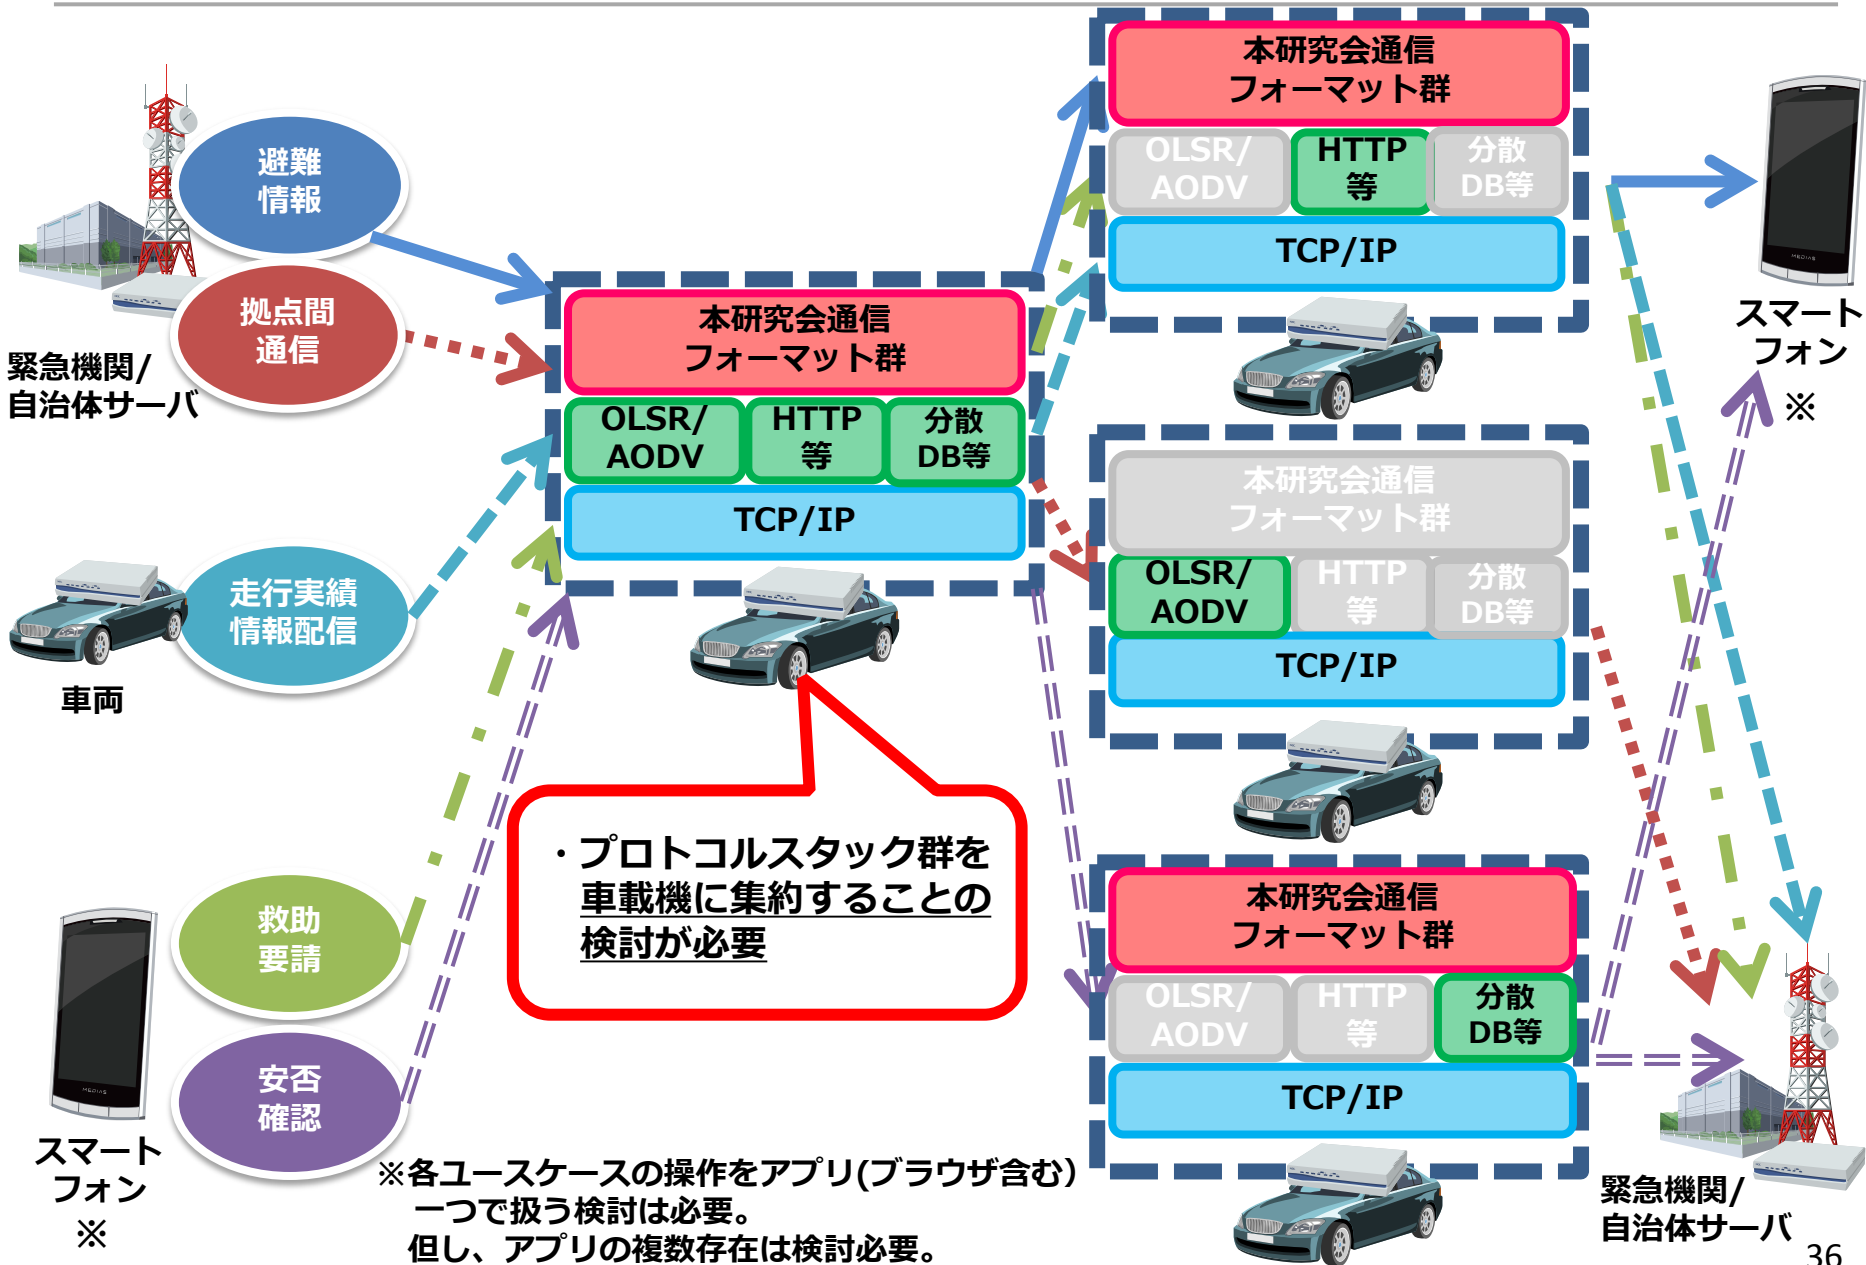 避難
情報
拠点間
通信
緊急機関/
自治体サーバ
走行実績
情報配信
車両
救助
要請
安否
確認
MEDIAS
スマート
フォン
※
本研究会通信
フォーマット群
OLSR/
AODV
HTTP
等
分散
DB等
TCP/IP
・プロトコルスタック群を
車載機に集約することの
検討が必要
※各ユースケースの操作をアプリ(ブラウザ含む）
一つで扱う検討は必要。
但し、アプリの複数存在は検討必要。
本研究会通信
フォーマット群
OLSR/
AODV
HTTP
等
分散
DB等
TCP/IP
本研究会通信
フォーマット群
OLSR/
AODV
HTTP
等
分散
DB等
TCP/IP
本研究会通信
フォーマット群
OLSR/
AODV
HTTP
等
分散
DB等
TCP/IP
MEDIAS
スマート
フォン
※
緊急機関/
自治体サーバ
36